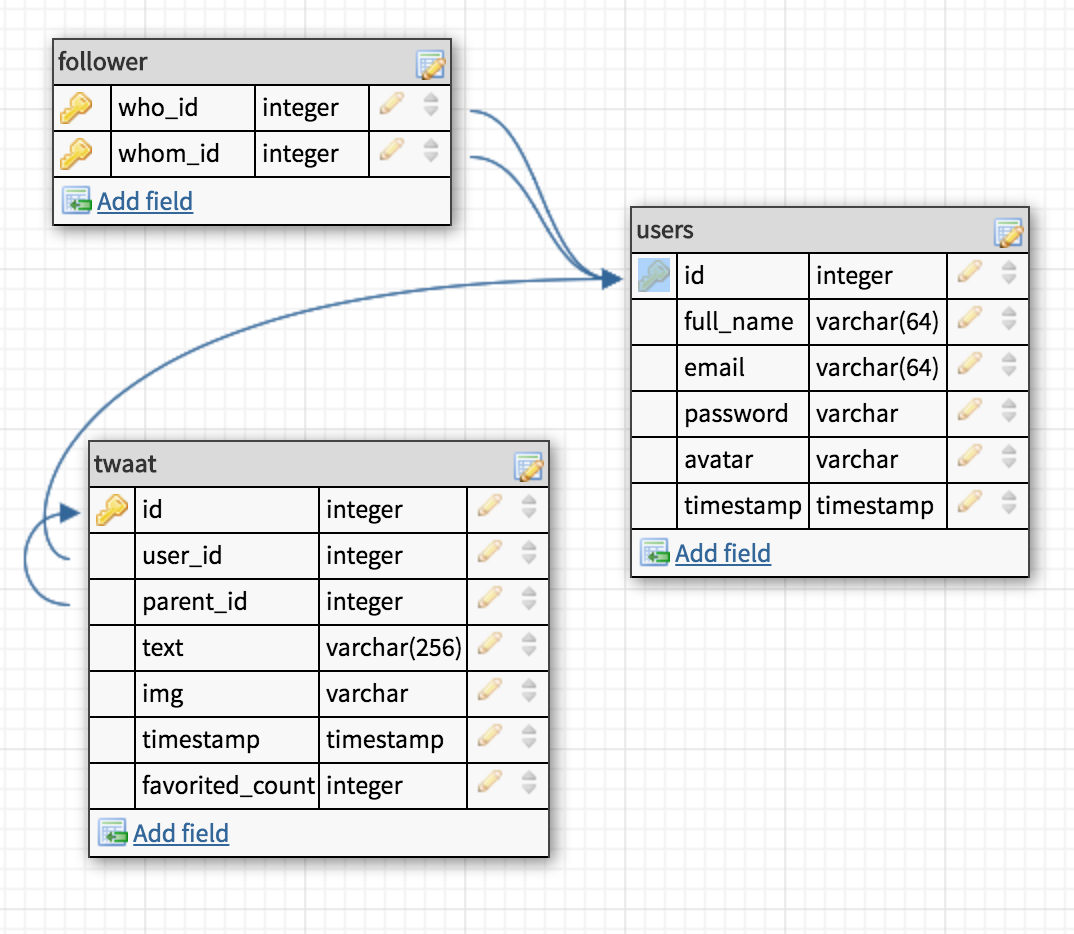 follower
who_id integer
whom_id integer
Add field
users
id integer
full_name varchar(64)
email varchar(64)
password varchar
avatar varchar
timestamp timestamp
Add field
twaat
id integer
user_id integer
parent_id integer
text varchar(256)
img varchar
timestamp timestamp
favorited_count integer
Add field